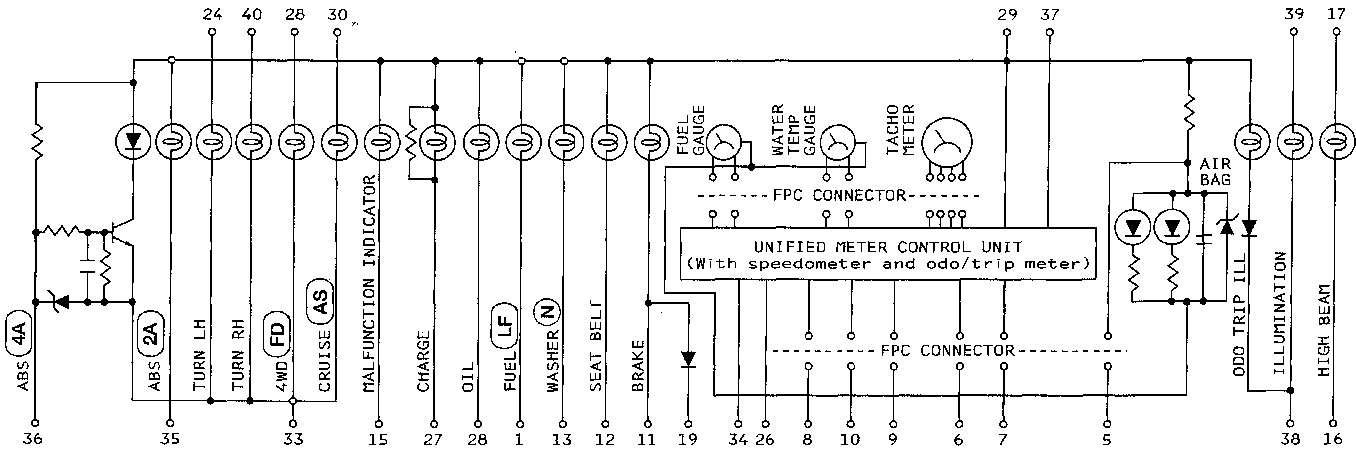 24 40 28 30 29 37 39 17
FUEL GAUGE
WATER TEMP GAUGE
TACHO METER
AIR
BAG
---FPC CONNECTOR---
UNIFIED METER CONTROL UNIT
(With speedometer and odo/trip meter)
---FPC CONNECTOR---
ABS 4A
ABS 2A
TURN LH
TURN RH
4WD FD
CRUISE AS
MALFUNCTION INDICATOR
CHARGE
OIL
FUEL LF
WASHER N
SEAT BELT
BRAKE
ODO TRIP ILL
ILLUMINATION
HIGH BEAM
36 35 33 15 27 28 1 13 12 11 19 34 26 8 10 9 6 7 5 38 16